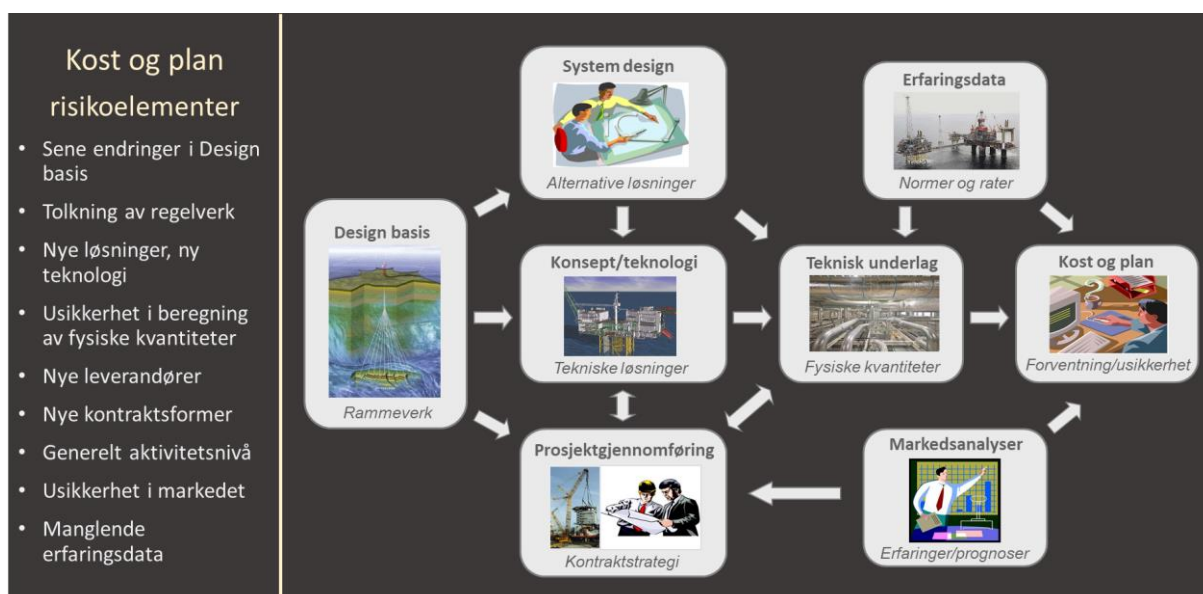 Kost og plan
risikoelementer
• Sene endringer i Design
basis
• Tolkning av regelverk
• Nye løsninger, ny
teknologi
• Usikkerhet i beregning
av fysiske kvantiteter
• Nye leverandører
• Nye kontraktsformer
• Generelt aktivitetsnivå
• Usikkerhet i markedet
• Manglende
erfaringsdata
System design
Alternative løsninger
Erfaringsdata
Normer og rater
Design basis
Rammeverk
Konsept/teknologi
Tekniske løsninger
Teknisk underlag
Fysiske kvantiteter
Kost og plan
Forventning/usikkerhet
Prosjektgjennomføring
Kontraktstrategi
Markedsanalyser
Erfaringer/prognoser